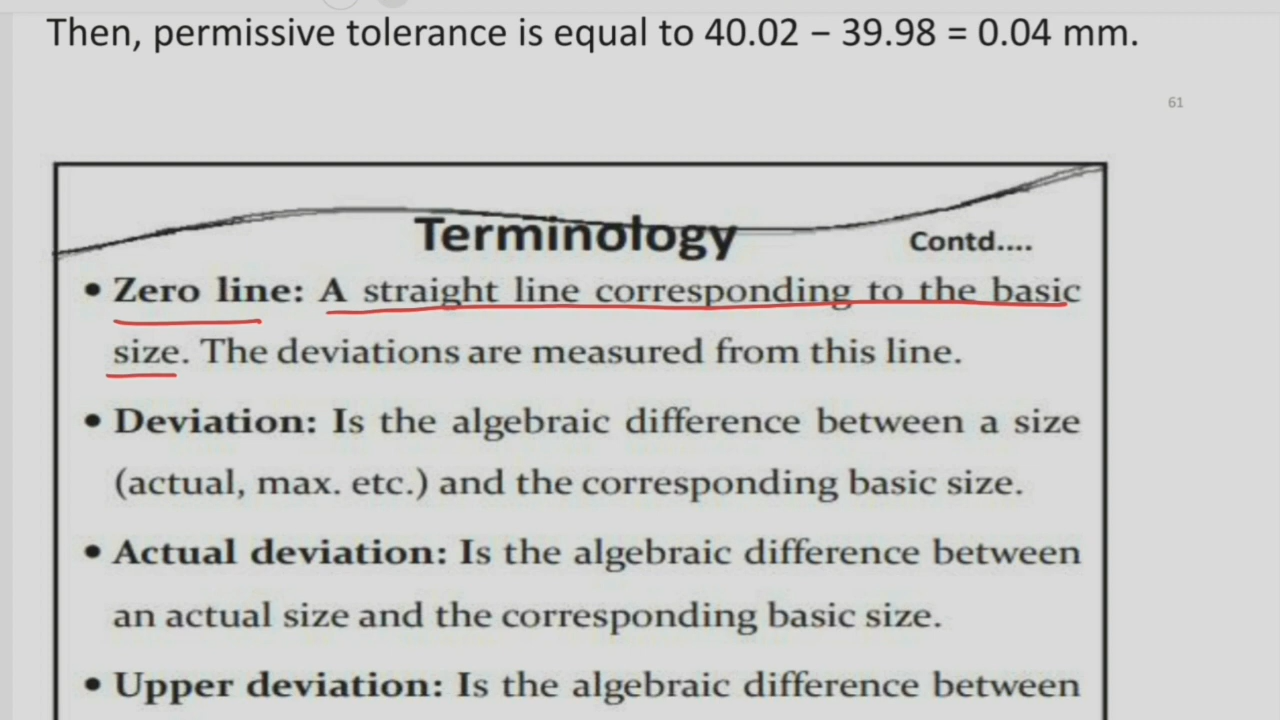 Then, permissive tolerance is equal to 40.02 − 39.98 = 0.04 mm.
61
Terminology
Contd....
• Zero line: A straight line corresponding to the basic
size. The deviations are measured from this line.
• Deviation: Is the algebraic difference between a size
(actual, max. etc.) and the corresponding basic size.
• Actual deviation: Is the algebraic difference between
an actual size and the corresponding basic size.
• Upper deviation: Is the algebraic difference between